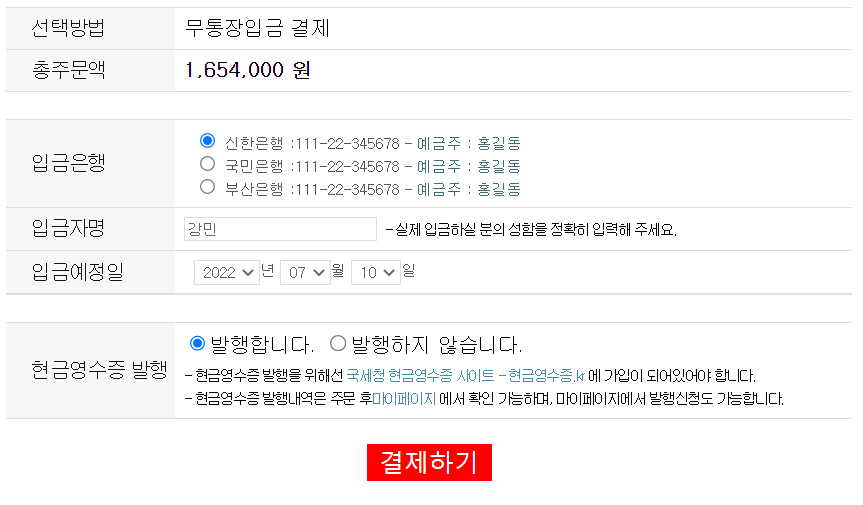 선택방법 무통장입금 결제
총주문액 1,654,000 원
입금은행
신한은행 :111-22-345678 - 예금주 : 홍길동
국민은행 :111-22-345678 - 예금주 : 홍길동
부산은행 :111-22-345678 - 예금주 : 홍길동
입금자명 강민 - 실제 입금하실 분의 성함을 정확히 입력해 주세요.
입금예정일 2022 년 07 월 10 일
현금영수증 발행
발행합니다. 발행하지 않습니다.
- 현금영수증 발행을 위해선 국세청 현금영수증 사이트 - 현금영수증.kr 에 가입이 되어있어야 합니다.
- 현금영수증 발행내역은 주문 후마이페이지 에서 확인 가능하며, 마이페이지에서 발행신청도 가능합니다.
결제하기